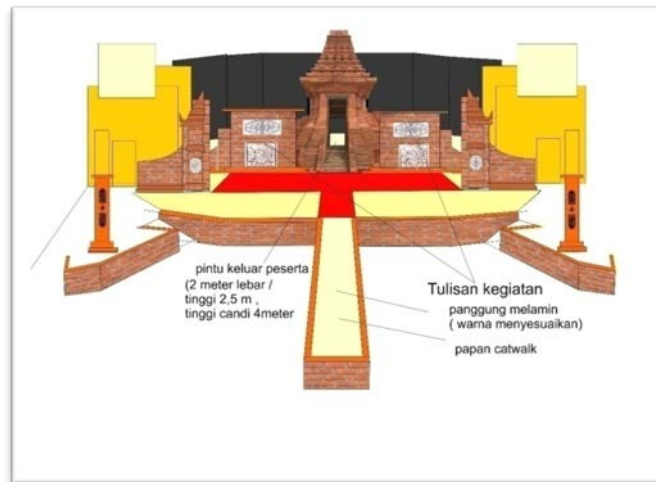 pintu keluar peserta
(2 meter lebar /
tinggi 2,5 m ,
tinggi candi 4meter
Tulisan kegiatan
panggung melamin
( warna menyesuaikan)
papan catwalk